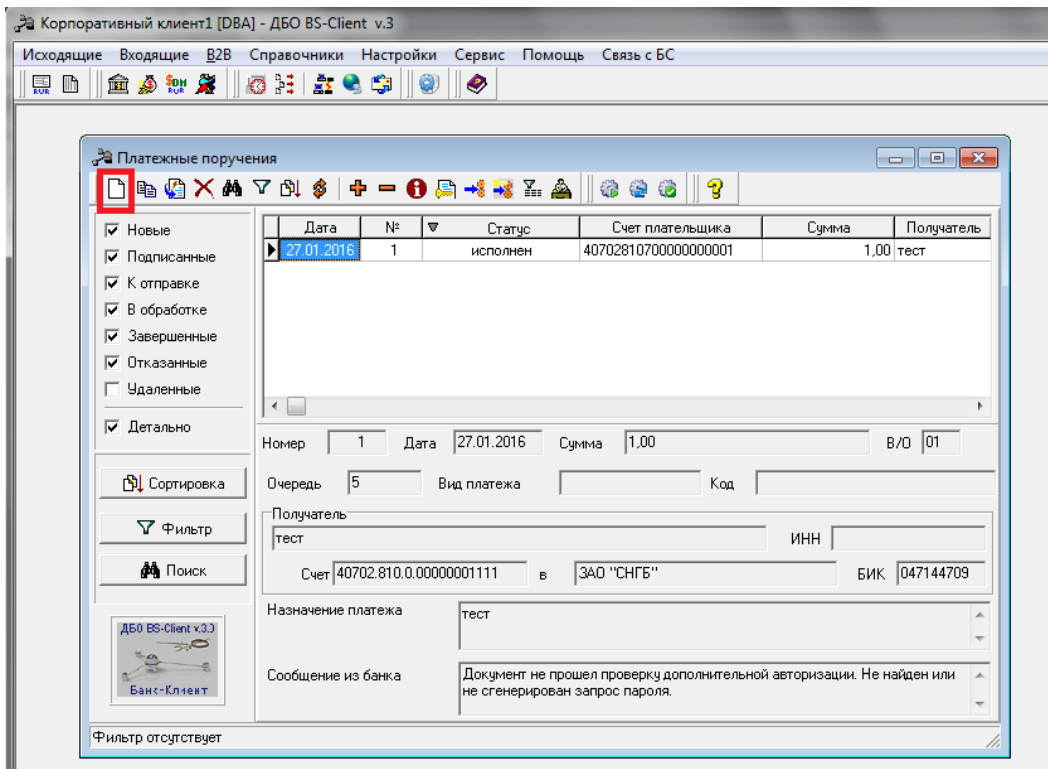 Корпоративный клиент1 [DBA] - ДБО BS-Client v.3
Исходящие Входящие B2B Справочники Настройки Сервис Помощь Связь с БС
Платежные поручения
Новые
Подписанные
К отправке
В обработке
Завершенные
Отказанные
Удаленные
Детально
Сортировка
Фильтр
Поиск
ДБО BS-Client v.3.0
Банк-Клиент
Дата № Статус Счет плательщика Сумма Получатель
27.01.2016 1 исполнен 40702810700000000001 1,00 тест
Номер 1 Дата 27.01.2016 Сумма 1,00 В/О 01
Очередь 5 Вид платежа Код
Получатель
тест ИНН
Счет 40702.810.0.00000001111 в ЗАО "СНГБ" БИК 047144709
Назначение платежа тест
Сообщение из банка Документ не прошел проверку дополнительной авторизации. Не найден или
не сгенерирован запрос пароля.
Фильтр отсутствует